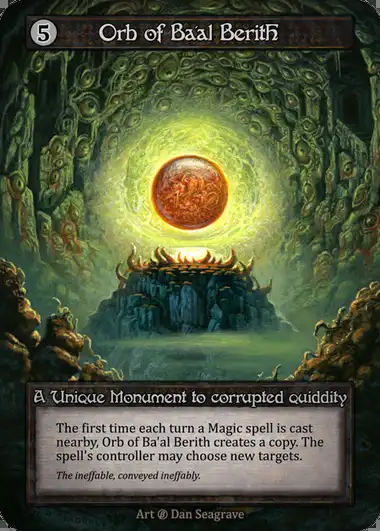 5
Orb of Ba'al Berith
A Unique Monument to corrupted quiddity
The first time each turn a Magic spell is cast
nearby, Orb of Ba'al Berith creates a copy. The
spell's controller may choose new targets.
The ineffable, conveyed ineffably.
Art @ Dan Seagrave